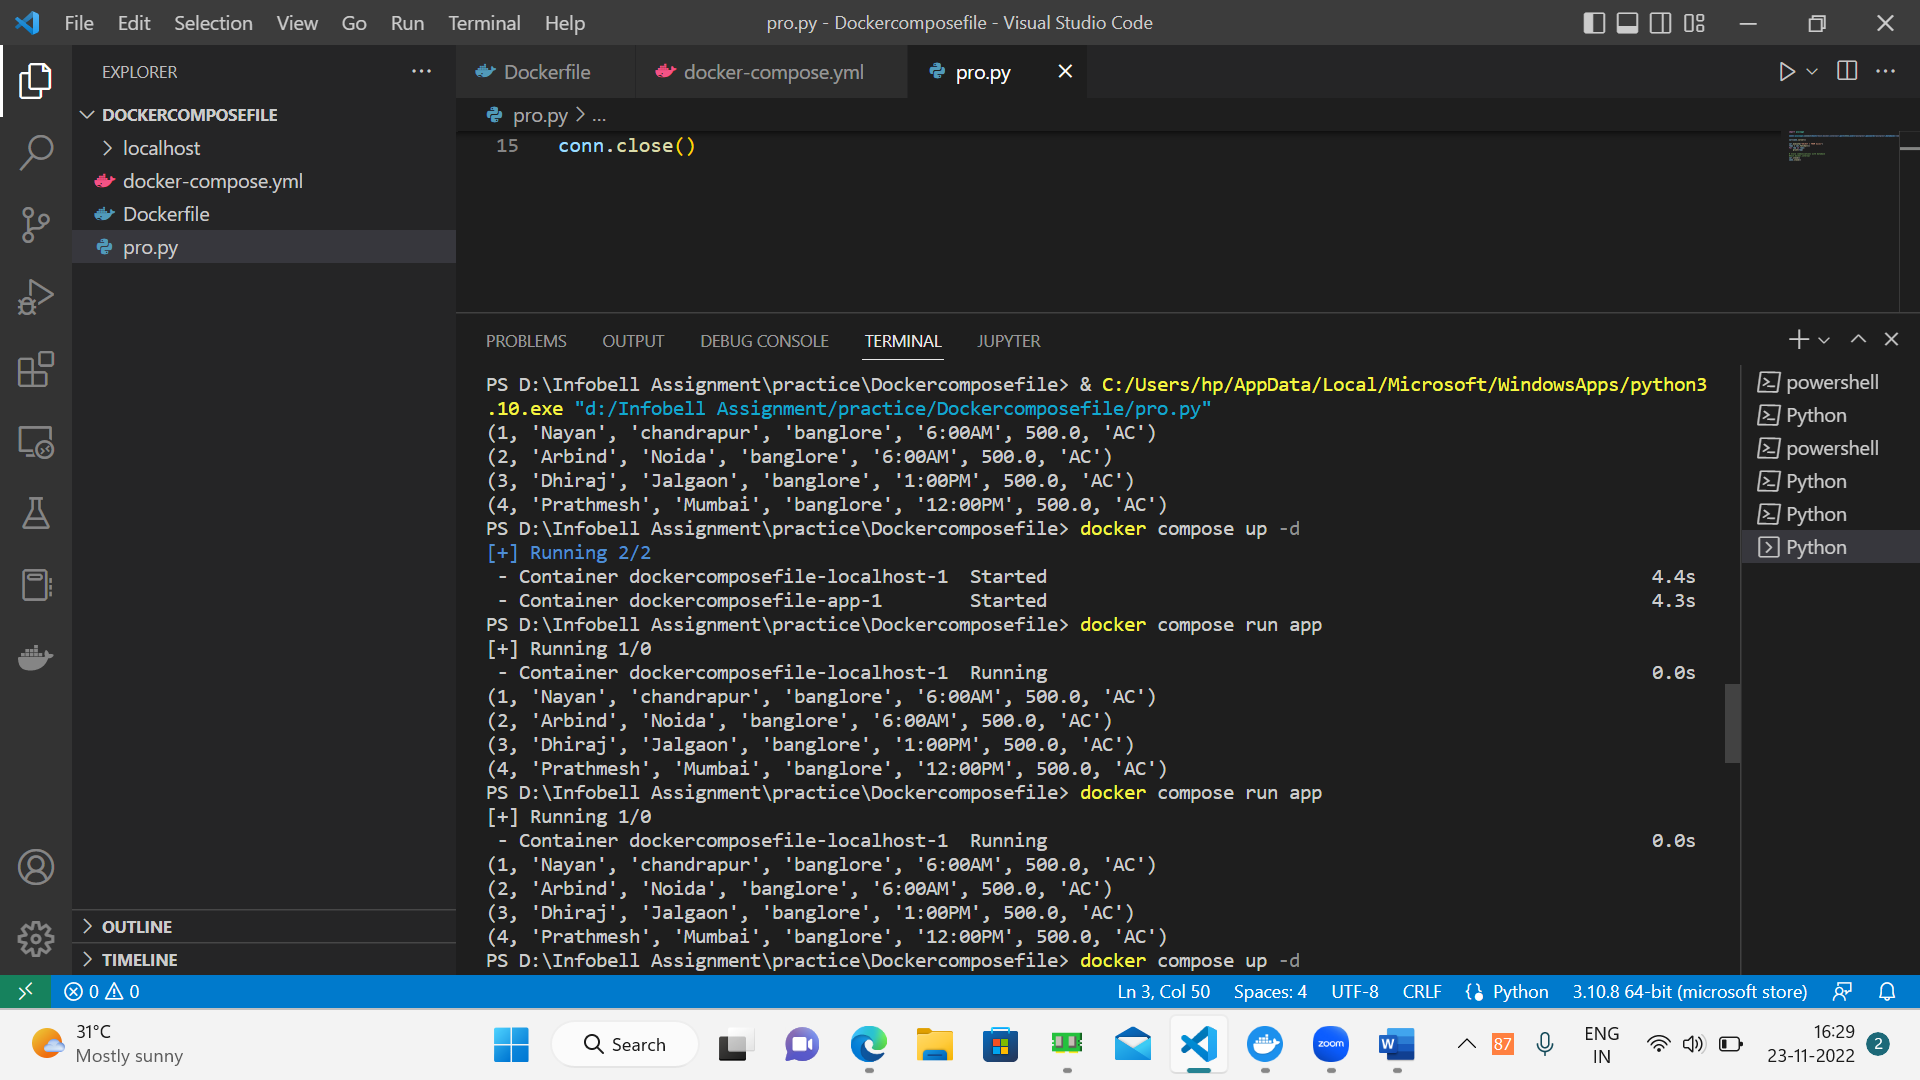 File Edit Selection View Go Run Terminal Help
pro.py - Dockercomposefile - Visual Studio Code
EXPLORER
DOCKERCOMPOSEFILE
localhost
docker-compose.yml
Dockerfile
pro.py
OUTLINE
TIMELINE
Dockerfile docker-compose.yml pro.py
pro.py > ...
15 conn.close()
PROBLEMS OUTPUT DEBUG CONSOLE TERMINAL JUPYTER
PS D:\Infobell Assignment\practice\Dockercomposefile> & C:/Users/hp/AppData/Local/Microsoft/WindowsApps/python3
.10.exe "d:/Infobell Assignment/practice/Dockercomposefile/pro.py"
(1, 'Nayan', 'chandrapur', 'banglore', '6:00AM', 500.0, 'AC')
(2, 'Arbind', 'Noida', 'banglore', '6:00AM', 500.0, 'AC')
(3, 'Dhiraj', 'Jalgaon', 'banglore', '1:00PM', 500.0, 'AC')
(4, 'Prathmesh', 'Mumbai', 'banglore', '12:00PM', 500.0, 'AC')
PS D:\Infobell Assignment\practice\Dockercomposefile> docker compose up -d
[+] Running 2/2
- Container dockercomposefile-localhost-1 Started 4.4s
- Container dockercomposefile-app-1 Started 4.3s
PS D:\Infobell Assignment\practice\Dockercomposefile> docker compose run app
[+] Running 1/0
- Container dockercomposefile-localhost-1 Running 0.0s
(1, 'Nayan', 'chandrapur', 'banglore', '6:00AM', 500.0, 'AC')
(2, 'Arbind', 'Noida', 'banglore', '6:00AM', 500.0, 'AC')
(3, 'Dhiraj', 'Jalgaon', 'banglore', '1:00PM', 500.0, 'AC')
(4, 'Prathmesh', 'Mumbai', 'banglore', '12:00PM', 500.0, 'AC')
PS D:\Infobell Assignment\practice\Dockercomposefile> docker compose run app
[+] Running 1/0
- Container dockercomposefile-localhost-1 Running 0.0s
(1, 'Nayan', 'chandrapur', 'banglore', '6:00AM', 500.0, 'AC')
(2, 'Arbind', 'Noida', 'banglore', '6:00AM', 500.0, 'AC')
(3, 'Dhiraj', 'Jalgaon', 'banglore', '1:00PM', 500.0, 'AC')
(4, 'Prathmesh', 'Mumbai', 'banglore', '12:00PM', 500.0, 'AC')
PS D:\Infobell Assignment\practice\Dockercomposefile> docker compose up -d
powershell
Python
powershell
Python
Python
Python
0 0 Ln 3, Col 50 Spaces: 4 UTF-8 CRLF Python 3.10.8 64-bit (microsoft store)
31°C
Mostly sunny
Search
zoom
W
87
ENG
IN
16:29
23-11-2022
2